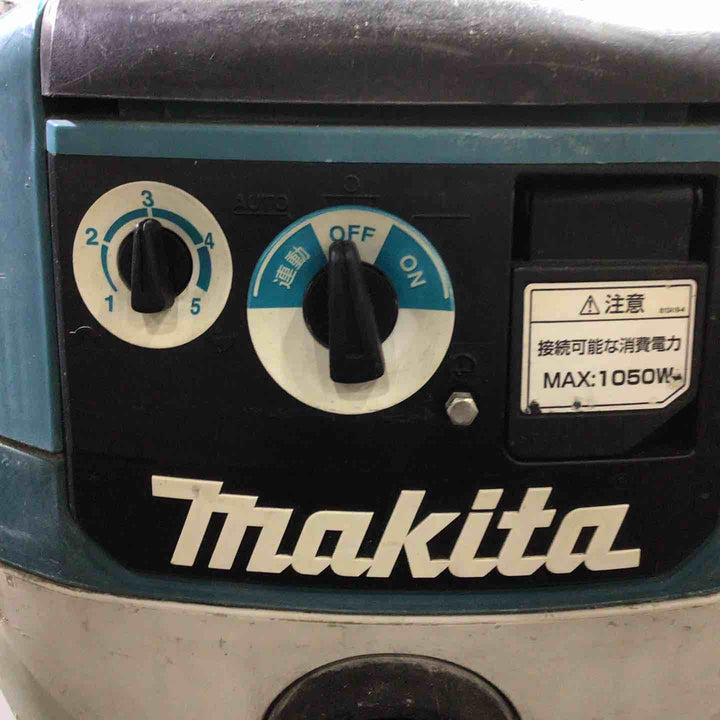 1 2 3 4 5
AUTO
連動 OFF ON
注意
接続可能な消費電力
MAX:1050W
makita